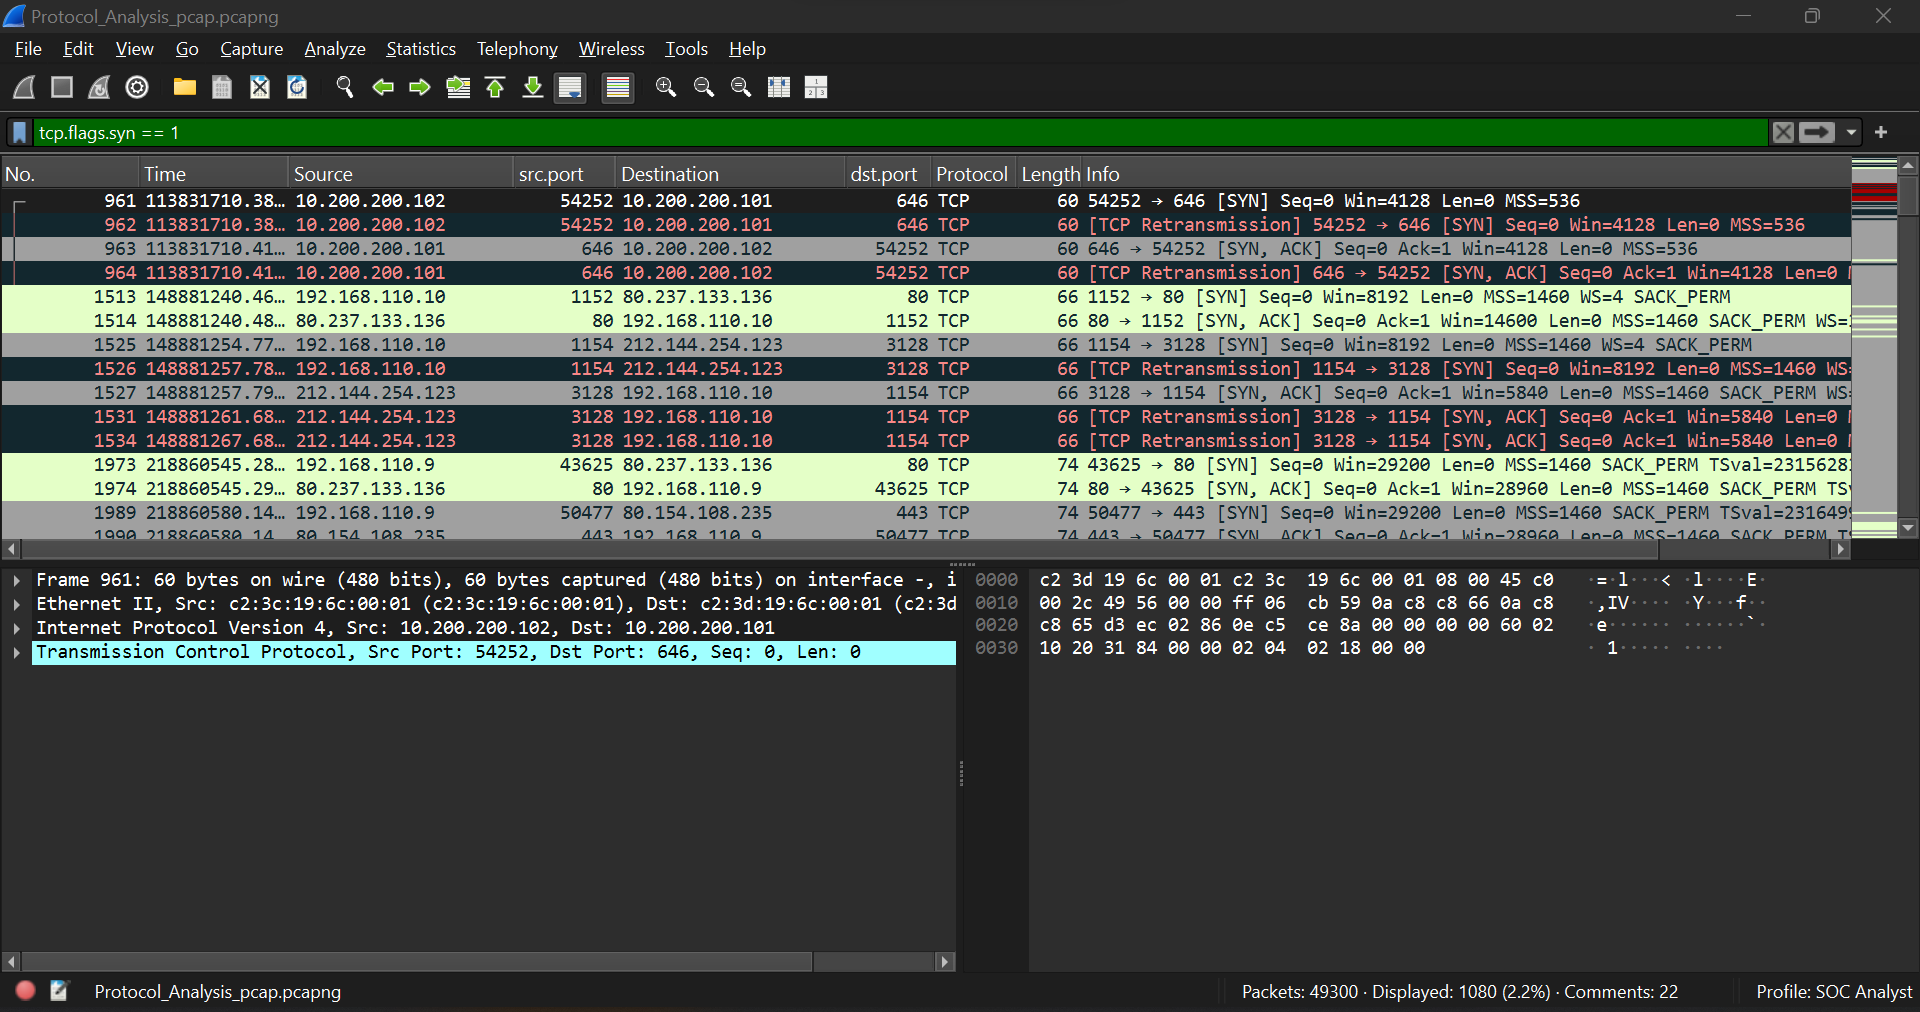 Protocol_Analysis_pcap.pcapng
File Edit View Go Capture Analyze Statistics Telephony Wireless Tools Help
tcp.flags.syn == 1
No. Time Source src.port Destination dst.port Protocol Length Info
961 113831710.38… 10.200.200.102 54252 10.200.200.101 646 TCP 60 54252 → 646 [SYN] Seq=0 Win=4128 Len=0 MSS=536
962 113831710.38… 10.200.200.102 54252 10.200.200.101 646 TCP 60 [TCP Retransmission] 54252 → 646 [SYN] Seq=0 Win=4128 Len=0 MSS=536
963 113831710.41… 10.200.200.101 646 10.200.200.102 54252 TCP 60 646 → 54252 [SYN, ACK] Seq=0 Ack=1 Win=4128 Len=0 MSS=536
964 113831710.41… 10.200.200.101 646 10.200.200.102 54252 TCP 60 [TCP Retransmission] 646 → 54252 [SYN, ACK] Seq=0 Ack=1 Win=4128 Len=0
1513 148881240.46… 192.168.110.10 1152 80.237.133.136 80 TCP 66 1152 → 80 [SYN] Seq=0 Win=8192 Len=0 MSS=1460 WS=4 SACK_PERM
1514 148881240.48… 80.237.133.136 80 192.168.110.10 1152 TCP 66 80 → 1152 [SYN, ACK] Seq=0 Ack=1 Win=14600 Len=0 MSS=1460 SACK_PERM WS=
1525 148881254.77… 192.168.110.10 1154 212.144.254.123 3128 TCP 66 1154 → 3128 [SYN] Seq=0 Win=8192 Len=0 MSS=1460 WS=4 SACK_PERM
1526 148881257.78… 192.168.110.10 1154 212.144.254.123 3128 TCP 66 [TCP Retransmission] 1154 → 3128 [SYN] Seq=0 Win=8192 Len=0 MSS=1460 WS
1527 148881257.79… 212.144.254.123 3128 192.168.110.10 1154 TCP 66 3128 → 1154 [SYN, ACK] Seq=0 Ack=1 Win=5840 Len=0 MSS=1460 SACK_PERM WS
1531 148881261.68… 212.144.254.123 3128 192.168.110.10 1154 TCP 66 [TCP Retransmission] 3128 → 1154 [SYN, ACK] Seq=0 Ack=1 Win=5840 Len=0
1534 148881267.68… 212.144.254.123 3128 192.168.110.10 1154 TCP 66 [TCP Retransmission] 3128 → 1154 [SYN, ACK] Seq=0 Ack=1 Win=5840 Len=0
1973 218860545.28… 192.168.110.9 43625 80.237.133.136 80 TCP 74 43625 → 80 [SYN] Seq=0 Win=29200 Len=0 MSS=1460 SACK_PERM TSval=2315628
1974 218860545.29… 80.237.133.136 80 192.168.110.9 43625 TCP 74 80 → 43625 [SYN, ACK] Seq=0 Ack=1 Win=28960 Len=0 MSS=1460 SACK_PERM TS
1989 218860580.14… 192.168.110.9 50477 80.154.108.235 443 TCP 74 50477 → 443 [SYN] Seq=0 Win=29200 Len=0 MSS=1460 SACK_PERM TSval=231649
1990 218860580.14 80.154.108.235 443 192.168.110.9 50477 TCP 74 443 → 50477 [SYN, ACK] Seq=0 Ack=1 Win=28960 Len=0 MSS=1460 SACK_PERM
Frame 961: 60 bytes on wire (480 bits), 60 bytes captured (480 bits) on interface -, i
Ethernet II, Src: c2:3c:19:6c:00:01 (c2:3c:19:6c:00:01), Dst: c2:3d:19:6c:00:01 (c2:3d
Internet Protocol Version 4, Src: 10.200.200.102, Dst: 10.200.200.101
Transmission Control Protocol, Src Port: 54252, Dst Port: 646, Seq: 0, Len: 0
0000 c2 3d 19 6c 00 01 c2 3c 19 6c 00 01 08 00 45 c0 ·=·l···< ·l····E·
0010 00 2c 49 56 00 00 ff 06 cb 59 0a c8 c8 66 0a c8 ·,IV···· ·Y···f··
0020 c8 65 d3 ec 02 86 0e c5 ce 8a 00 00 00 00 60 02 ·e······ ······`·
0030 10 20 31 84 00 00 02 04 02 18 00 00 · 1····· ····
Protocol_Analysis_pcap.pcapng
Packets: 49300 · Displayed: 1080 (2.2%) · Comments: 22
Profile: SOC Analyst